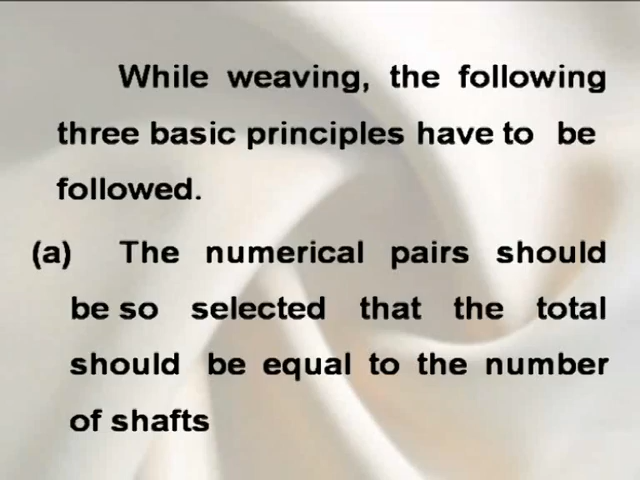 While weaving, the following
three basic principles have to be
followed.
(a) The numerical pairs should
be so selected that the total
should be equal to the number
of shafts